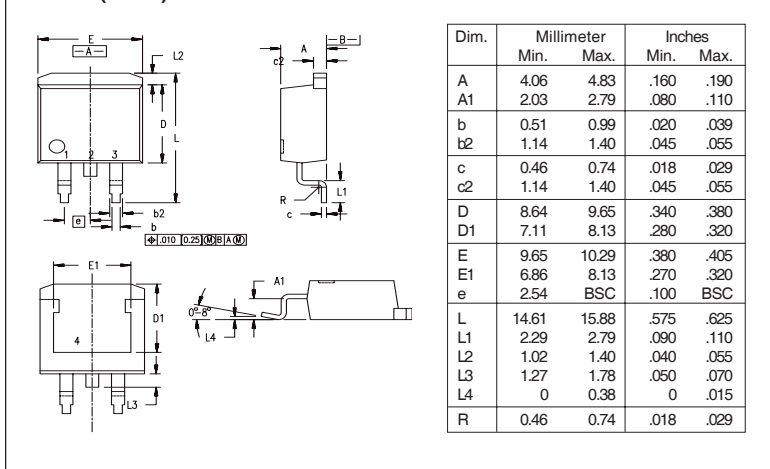 E
A
L2
D
L
1 2 3
b2
e
b
.010 0.25 M B A M
B
A
c2
L1
R
c
E1
D1
4
L3
A1
0°-8°
L4
Dim. Millimeter Inches
Min. Max. Min. Max.
A 4.06 4.83 .160 .190
A1 2.03 2.79 .080 .110
b 0.51 0.99 .020 .039
b2 1.14 1.40 .045 .055
c 0.46 0.74 .018 .029
c2 1.14 1.40 .045 .055
D 8.64 9.65 .340 .380
D1 7.11 8.13 .280 .320
E 9.65 10.29 .380 .405
E1 6.86 8.13 .270 .320
e 2.54 BSC .100 BSC
L 14.61 15.88 .575 .625
L1 2.29 2.79 .090 .110
L2 1.02 1.40 .040 .055
L3 1.27 1.78 .050 .070
L4 0 0.38 0 .015
R 0.46 0.74 .018 .029